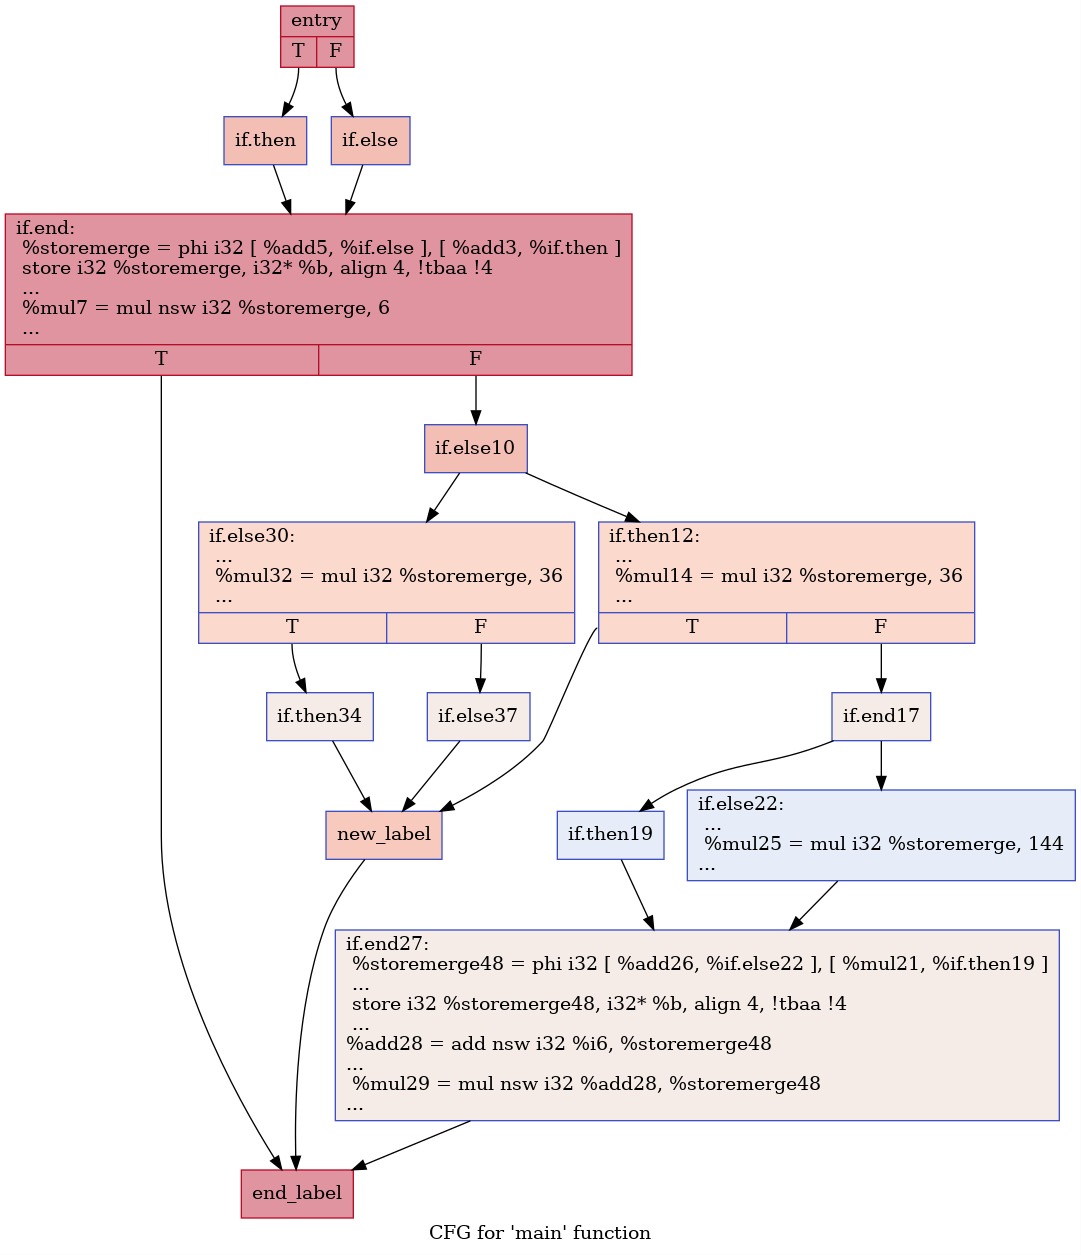 entry
T F
if.then
if.else
if.end:
%storemerge = phi i32 [ %add5, %if.else ], [ %add3, %if.then ]
store i32 %storemerge, i32* %b, align 4, !tbaa !4
...
%mul7 = mul nsw i32 %storemerge, 6
...
T F
if.else10
if.else30:
...
%mul32 = mul i32 %storemerge, 36
...
T F
if.then12:
...
%mul14 = mul i32 %storemerge, 36
...
T F
if.then34
if.else37
if.end17
new_label
if.then19
if.else22:
...
%mul25 = mul i32 %storemerge, 144
...
if.end27:
%storemerge48 = phi i32 [ %add26, %if.else22 ], [ %mul21, %if.then19 ]
...
store i32 %storemerge48, i32* %b, align 4, !tbaa !4
...
%add28 = add nsw i32 %i6, %storemerge48
...
%mul29 = mul nsw i32 %add28, %storemerge48
...
end_label
CFG for 'main' function